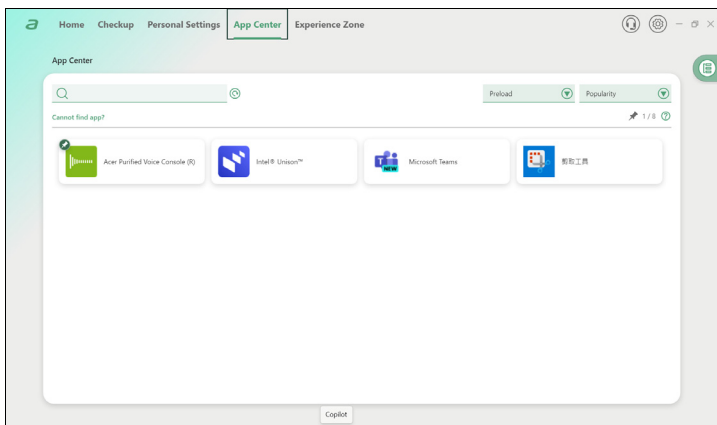 a Home Checkup Personal Settings App Center Experience Zone
App Center
Preload Popularity
Cannot find app? 1 / 8 ?
Acer Purified Voice Console (R) Intel® Unison™ Microsoft Teams 剪取工具
NEW
Copilot